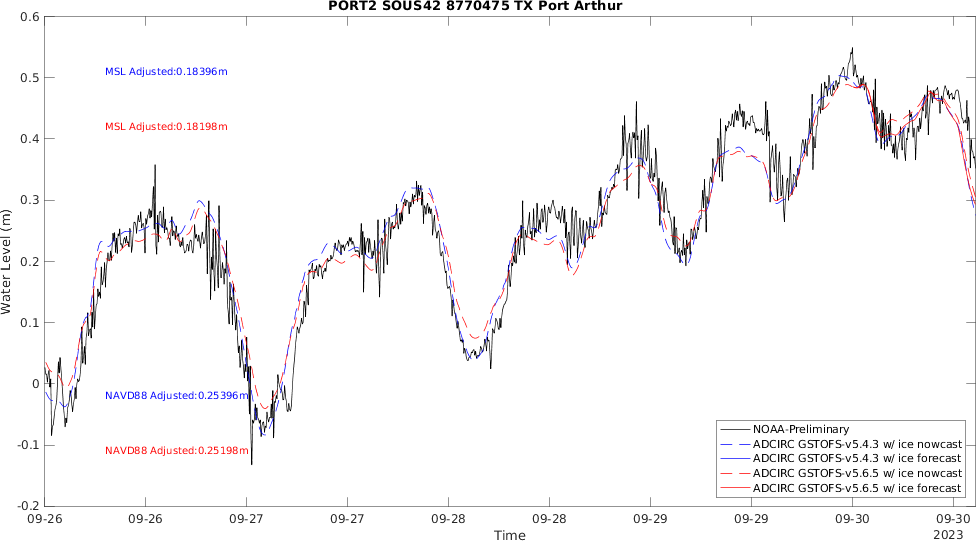 PORT2 SOUS42 8770475 TX Port Arthur
0.6
0.5
0.4
0.3
0.2
0.1
0
-0.1
-0.2
Water Level (m)
MSL Adjusted:0.18396m
MSL Adjusted:0.18198m
NAVD88 Adjusted:0.25396m
NAVD88 Adjusted:0.25198m
NOAA-Preliminary
ADCIRC GSTOFS-v5.4.3 w/ ice nowcast
ADCIRC GSTOFS-v5.4.3 w/ ice forecast
ADCIRC GSTOFS-v5.6.5 w/ ice nowcast
ADCIRC GSTOFS-v5.6.5 w/ ice forecast
09-26 09-26 09-27 09-27 09-28 09-28 09-29 09-29 09-30 09-30
Time
2023